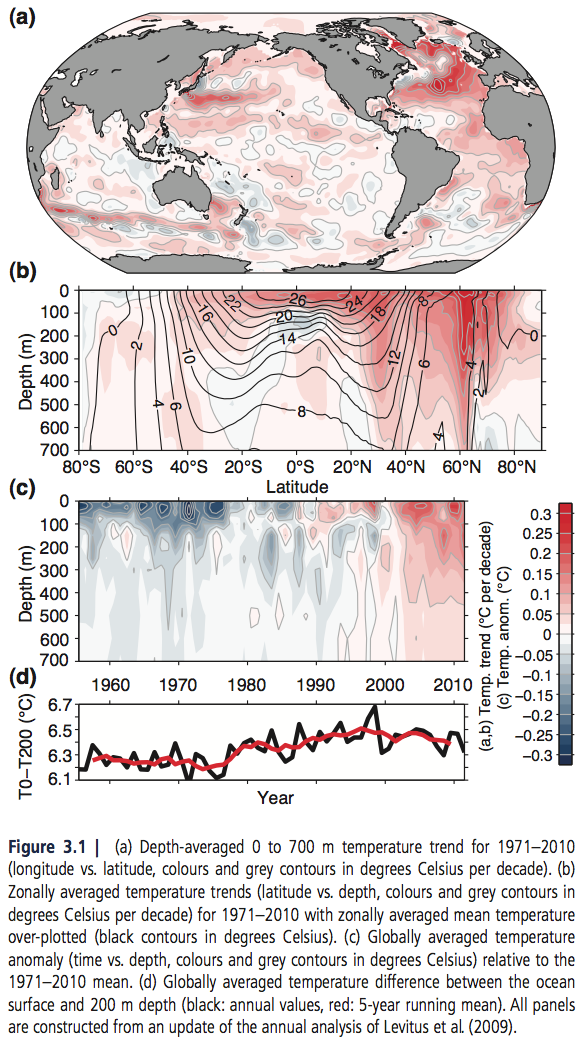 (a)
(b)
0
100
200
300
400
500
600
700
Depth (m)
0
2
4
6
10
16
22
26
20
14
8
24
18
12
8
6
4
4
2
0
80°S 60°S 40°S 20°S 0°S 20°N 40°N 60°N 80°N
Latitude
(c)
0
100
200
300
400
500
600
700
Depth (m)
1960 1970 1980 1990 2000 2010
0.3
0.25
0.2
0.15
0.1
0.05
0
−0.05
−0.1
−0.15
−0.2
−0.25
−0.3
(a,b) Temp. trend (°C per decade)
(c) Temp. anom. (°C)
(d)
6.7
6.5
6.3
6.1
T0−T200 (°C)
Year
Figure 3.1 | (a) Depth-averaged 0 to 700 m temperature trend for 1971–2010
(longitude vs. latitude, colours and grey contours in degrees Celsius per decade). (b)
Zonally averaged temperature trends (latitude vs. depth, colours and grey contours in
degrees Celsius per decade) for 1971–2010 with zonally averaged mean temperature
over-plotted (black contours in degrees Celsius). (c) Globally averaged temperature
anomaly (time vs. depth, colours and grey contours in degrees Celsius) relative to the
1971–2010 mean. (d) Globally averaged temperature difference between the ocean
surface and 200 m depth (black: annual values, red: 5-year running mean). All panels
are constructed from an update of the annual analysis of Levitus et al. (2009).